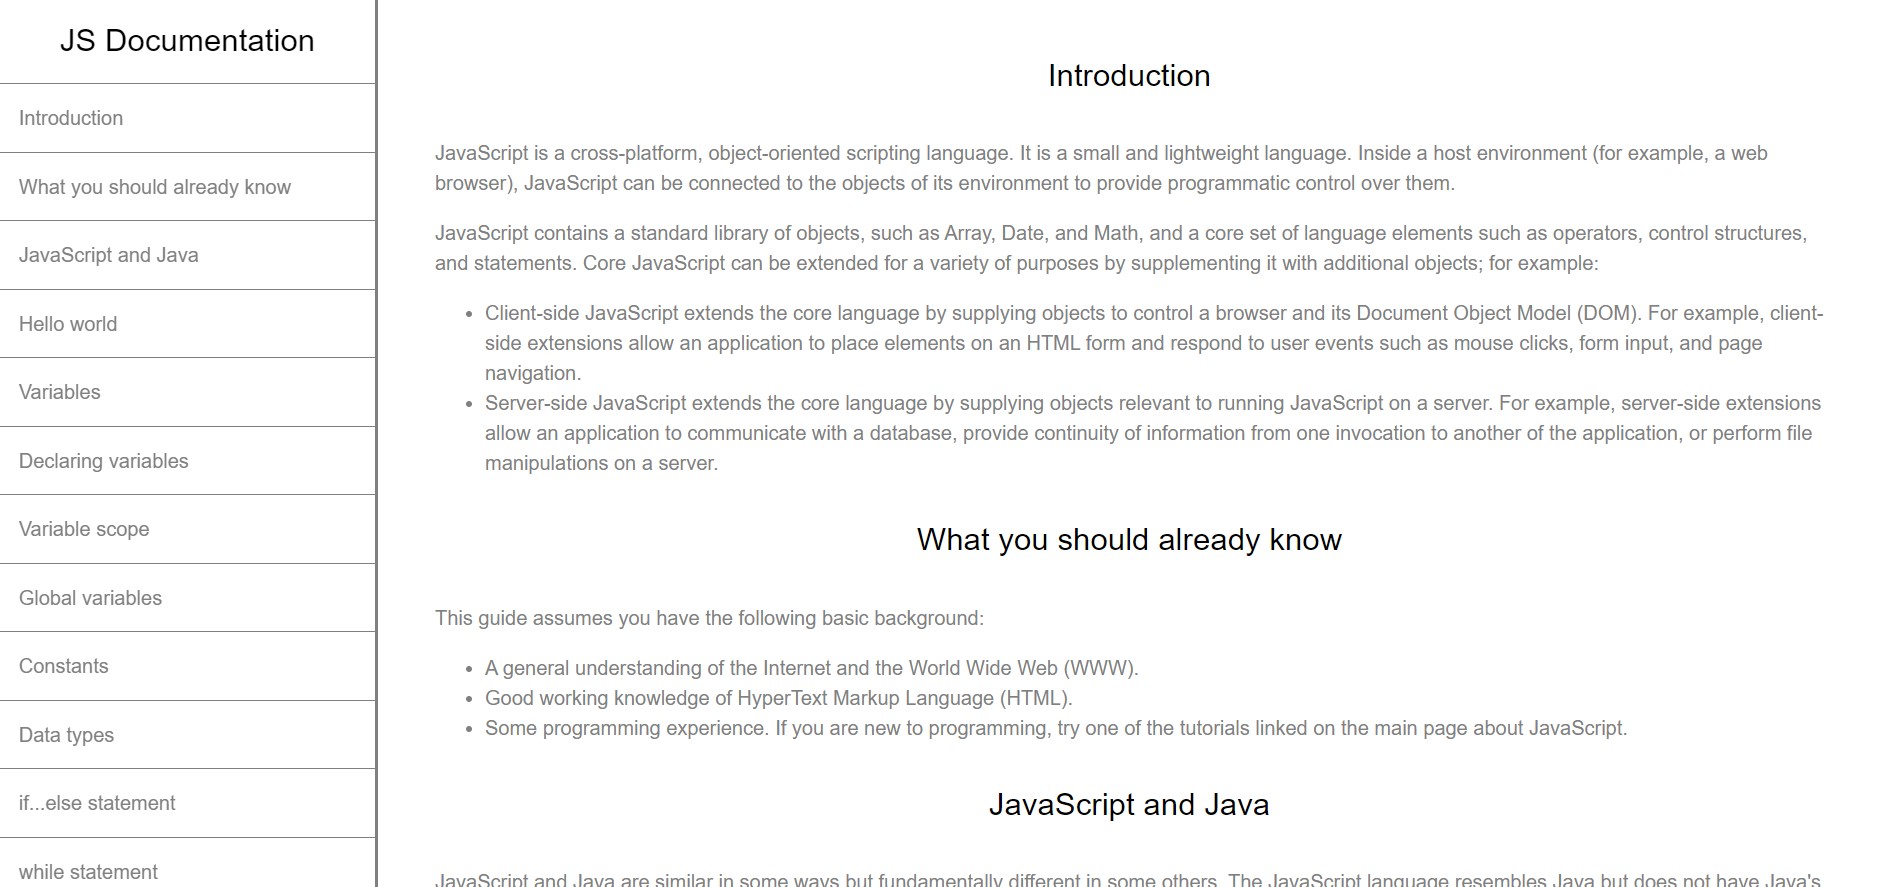 JS Documentation
Introduction
What you should already know
JavaScript and Java
Hello world
Variables
Declaring variables
Variable scope
Global variables
Constants
Data types
if...else statement
while statement
Introduction
JavaScript is a cross-platform, object-oriented scripting language. It is a small and lightweight language. Inside a host environment (for example, a web
browser), JavaScript can be connected to the objects of its environment to provide programmatic control over them.
JavaScript contains a standard library of objects, such as Array, Date, and Math, and a core set of language elements such as operators, control structures,
and statements. Core JavaScript can be extended for a variety of purposes by supplementing it with additional objects; for example:
• Client-side JavaScript extends the core language by supplying objects to control a browser and its Document Object Model (DOM). For example, client-
side extensions allow an application to place elements on an HTML form and respond to user events such as mouse clicks, form input, and page
navigation.
• Server-side JavaScript extends the core language by supplying objects relevant to running JavaScript on a server. For example, server-side extensions
allow an application to communicate with a database, provide continuity of information from one invocation to another of the application, or perform file
manipulations on a server.
What you should already know
This guide assumes you have the following basic background:
• A general understanding of the Internet and the World Wide Web (WWW).
• Good working knowledge of HyperText Markup Language (HTML).
• Some programming experience. If you are new to programming, try one of the tutorials linked on the main page about JavaScript.
JavaScript and Java
JavaScript and Java are similar in some ways but fundamentally different in some others. The JavaScript language resembles Java but does not have Java's